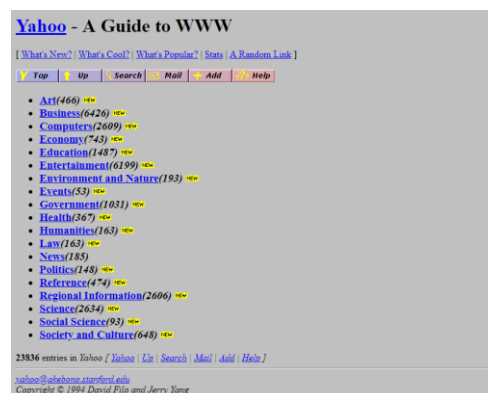 Yahoo - A Guide to WWW
[ What's New? | What's Cool? | What's Popular? | Stats | A Random Link ]
Top Up Search Mail Add Help
Art(466) NEW
Business(6426) NEW
Computers(2609) NEW
Economy(743) NEW
Education(1487) NEW
Entertainment(6199) NEW
Environment and Nature(193) NEW
Events(53) NEW
Government(1031) NEW
Health(367) NEW
Humanities(163) NEW
Law(163) NEW
News(185)
Politics(148) NEW
Reference(474) NEW
Regional Information(2606) NEW
Science(2634) NEW
Social Science(93) NEW
Society and Culture(648) NEW
23836 entries in Yahoo [ Yahoo | Up | Search | Mail | Add | Help ]
yahoo@akebono.stanford.edu
Copyright © 1994 David Filo and Jerry Yang